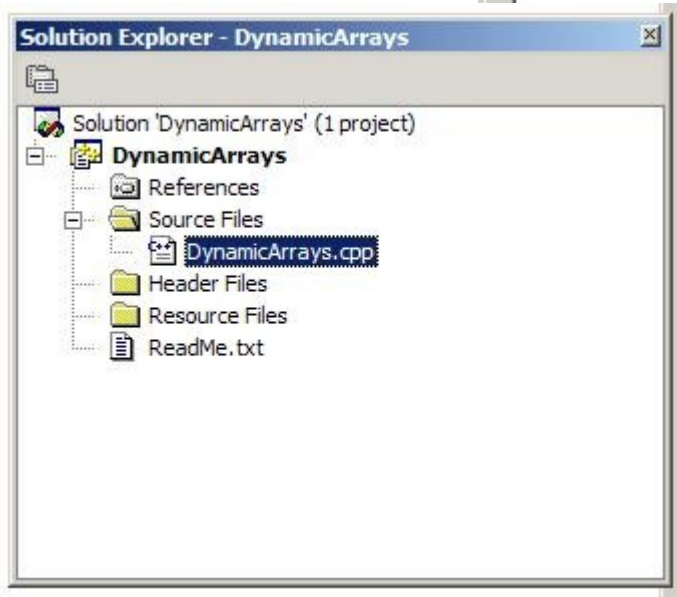 Solution Explorer - DynamicArrays
Solution 'DynamicArrays' (1 project)
DynamicArrays
References
Source Files
DynamicArrays.cpp
Header Files
Resource Files
ReadMe.txt